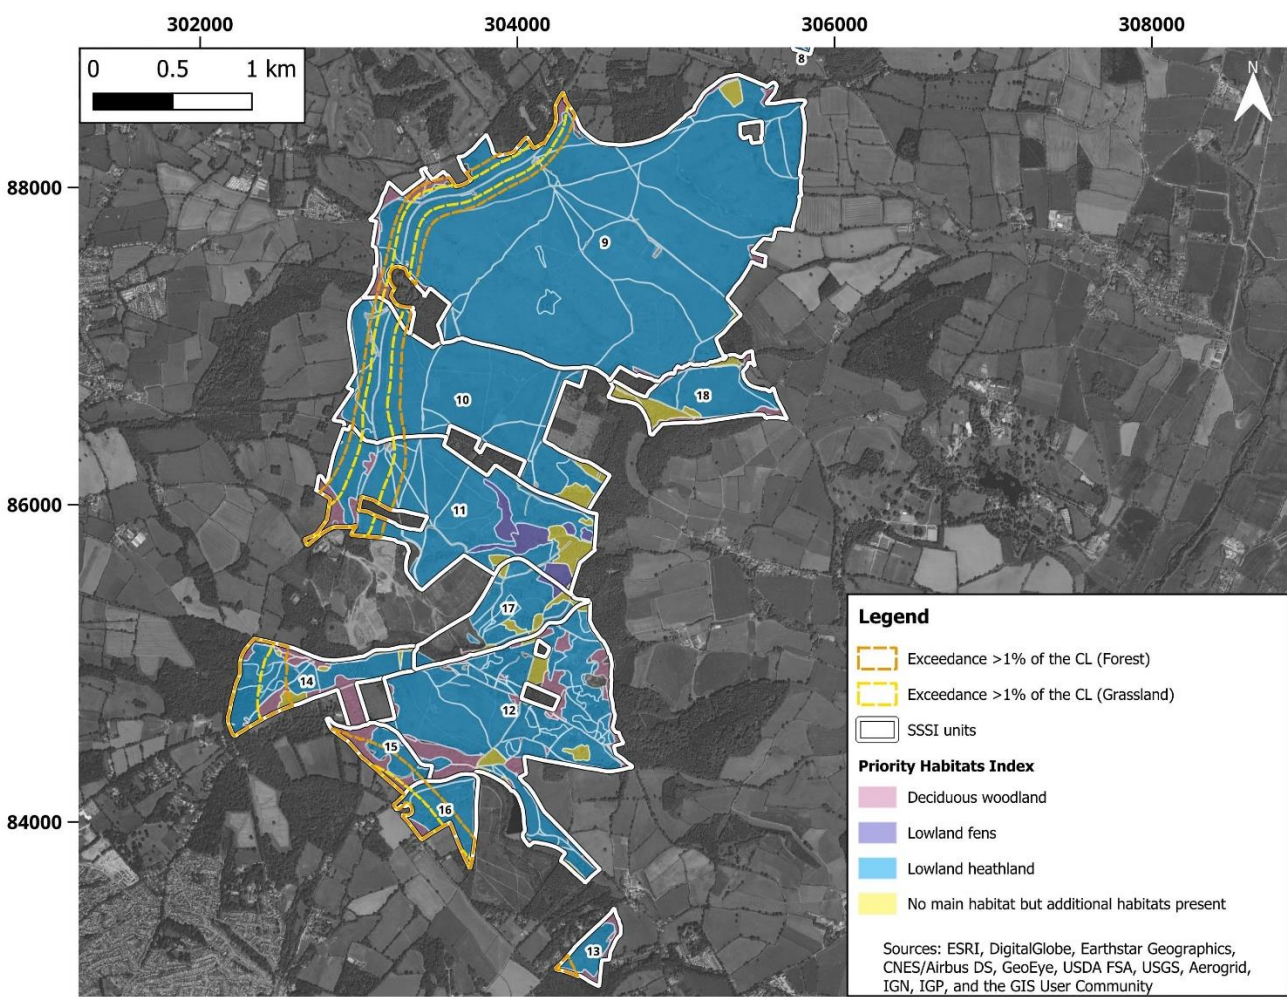 302000 304000 306000 308000
0 0.5 1 km
N
8
88000
9
18
10
86000
11
17
14
12
15
16
84000
13
Legend
Exceedance >1% of the CL (Forest)
Exceedance >1% of the CL (Grassland)
SSSI units
Priority Habitats Index
Deciduous woodland
Lowland fens
Lowland heathland
No main habitat but additional habitats present
Sources: ESRI, DigitalGlobe, Earthstar Geographics,
CNES/Airbus DS, GeoEye, USDA FSA, USGS, Aerogrid,
IGN, IGP, and the GIS User Community